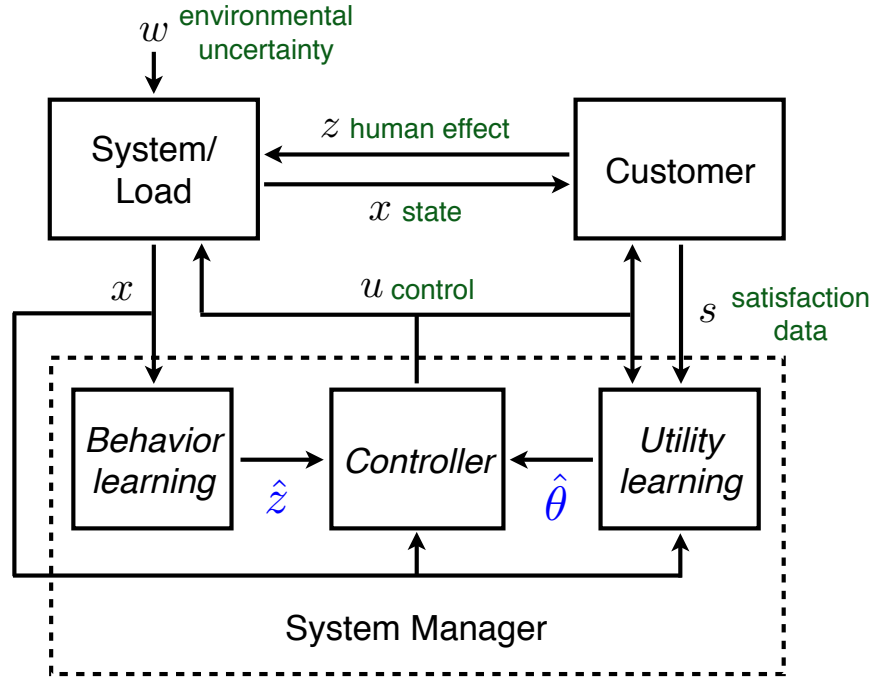 w environmental
uncertainty
System/
Load
z human effect
x state
Customer
x
u control
s satisfaction
data
Behavior
learning
ẑ
Controller
θ̂
Utility
learning
System Manager